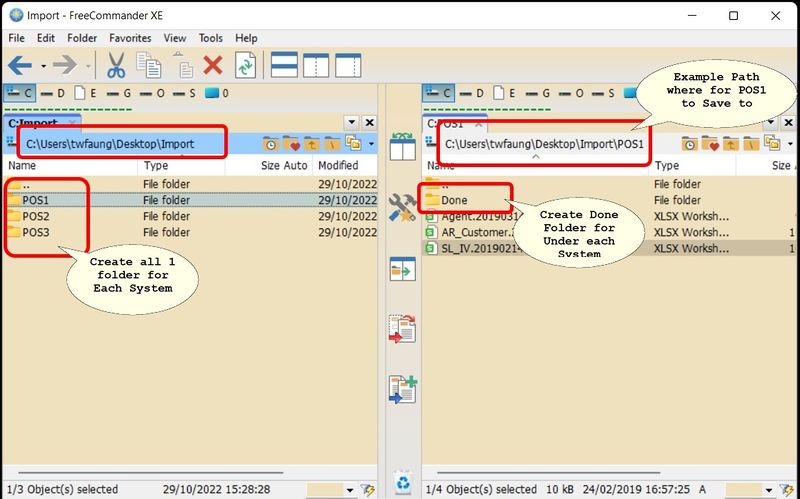 Import - FreeCommander XE
File Edit Folder Favorites View Tools Help
C D E G O S 0
C D E G O S 0
C:Import
C:\Users\twfaung\Desktop\Import
Name Type Size Auto Modified
.. File folder 29/10/2022
POS1 File folder 29/10/2022
POS2 File folder 29/10/2022
POS3 File folder 29/10/2022
Create all 1
folder for
Each System
1/3 Object(s) selected 29/10/2022 15:28:28
Example Path
where for POS1
to Save to
C:POS1
C:\Users\twfaung\Desktop\Import\POS1
Name Type Size A
.. File folder
Done File folder
Agent.2019031 XLSX Worksh...
AR_Customer. XLSX Worksh...
SL_IV.20190214 XLSX Worksh...
Create Done
Folder for
Under each
System
1/4 Object(s) selected 10 kB 24/02/2019 16:57:25 A